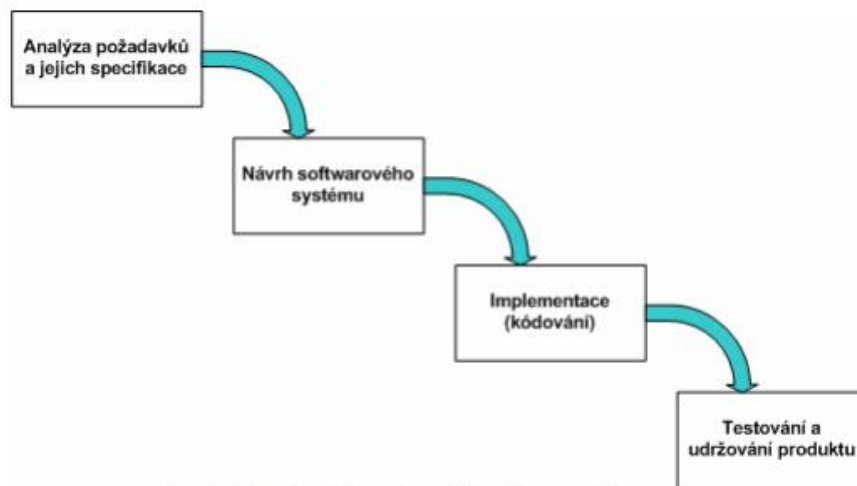 Analýza požadavků
a jejich specifikace
Návrh softwarového
systému
Implementace
(kódování)
Testování a
udržování produktu